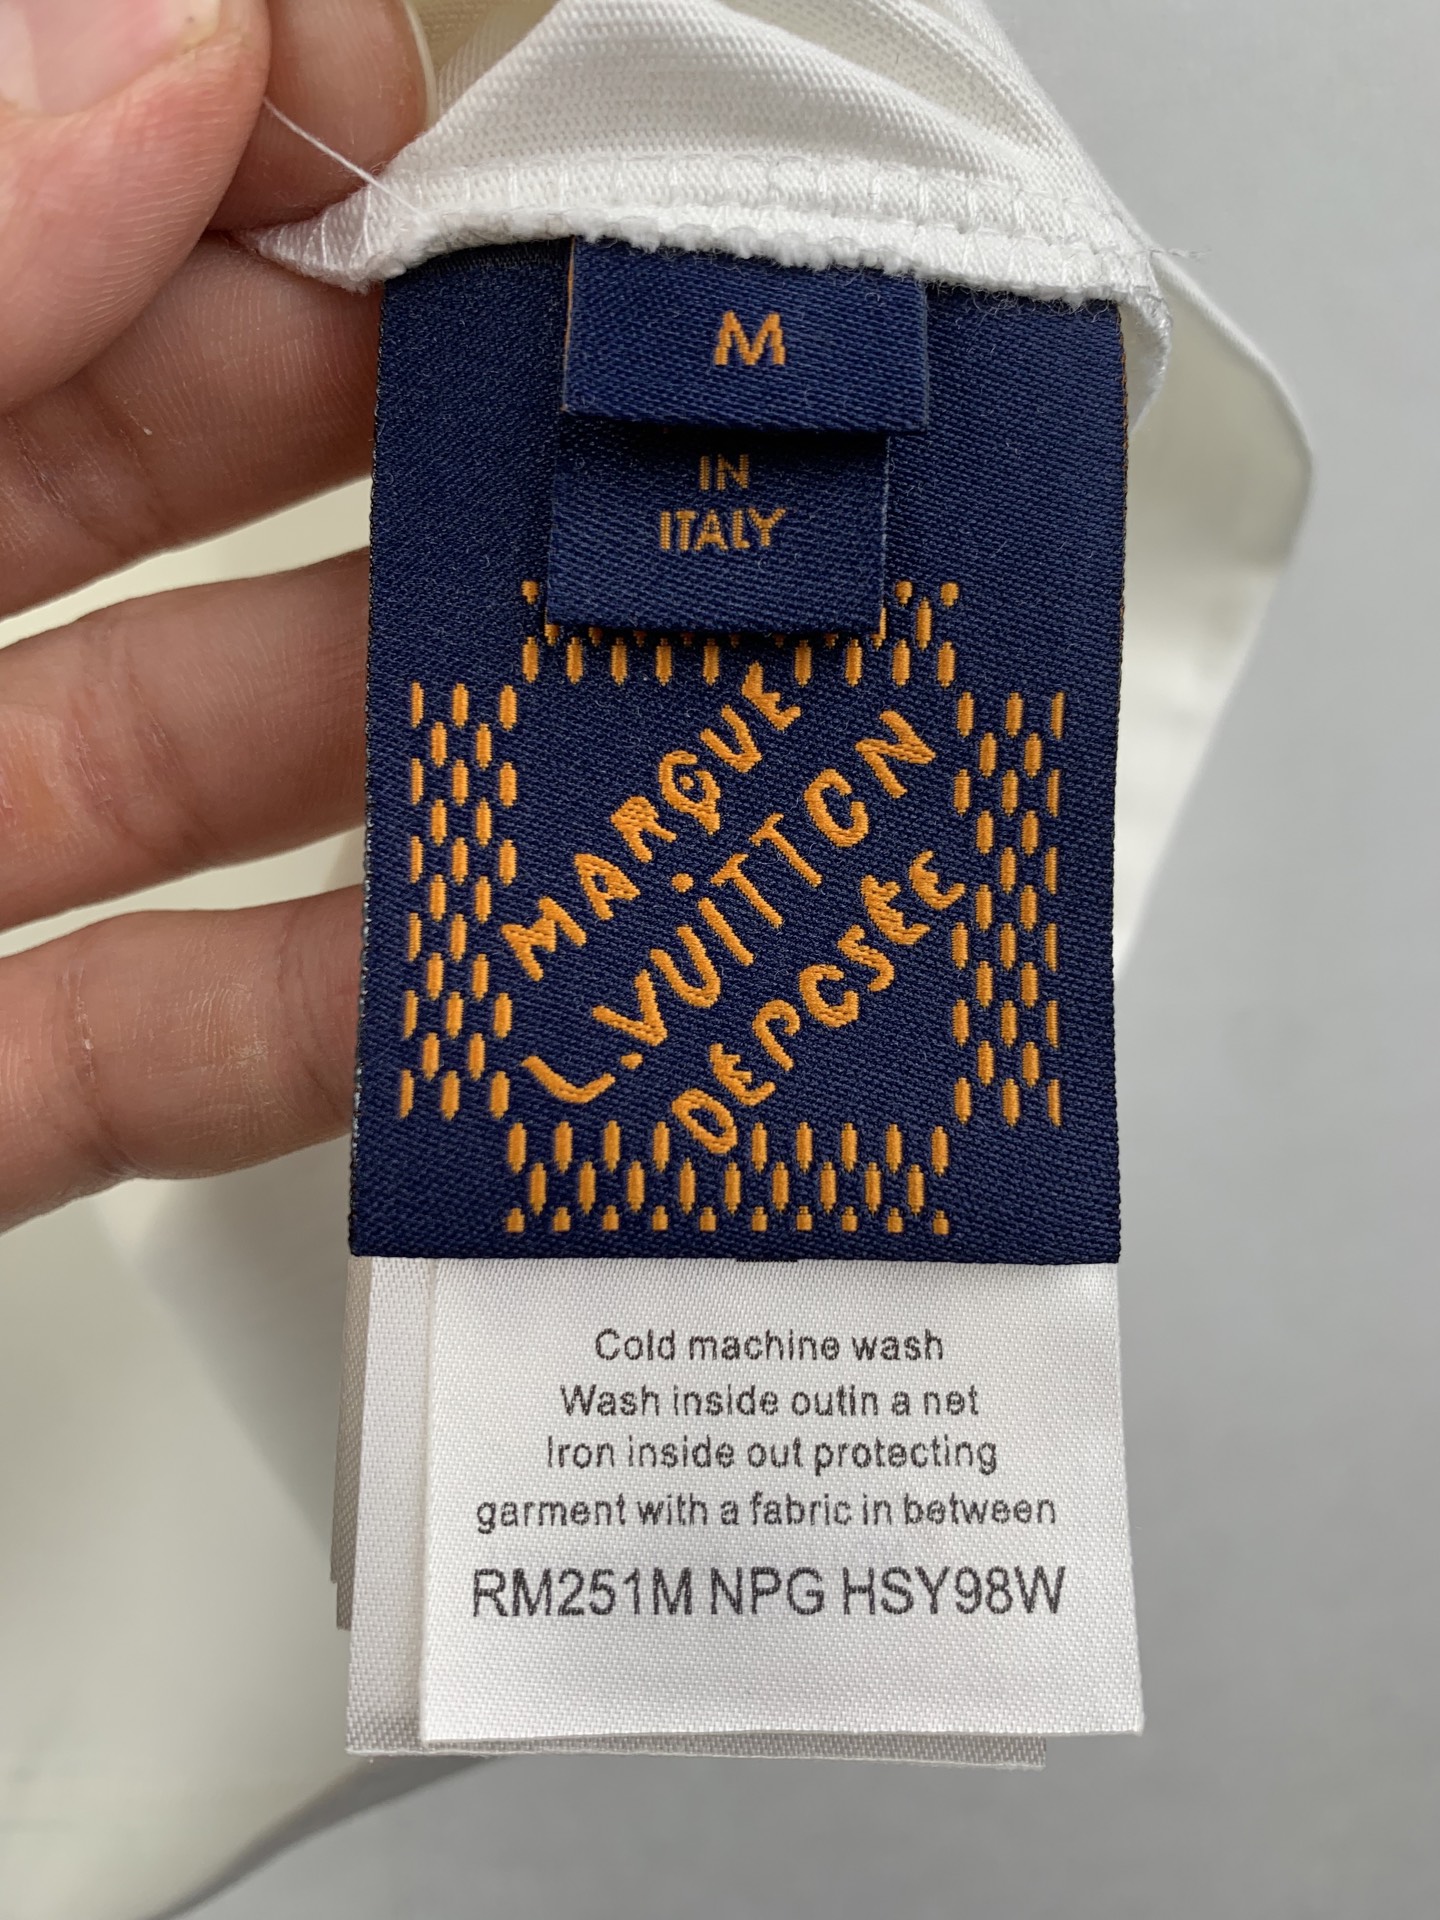 M
IN
ITALY
MARQUE
L.VUITTON
DÉPOSÉE
Cold machine wash
Wash inside outin a net
Iron inside out protecting
garment with a fabric in between
RM251M NPG HSY98W